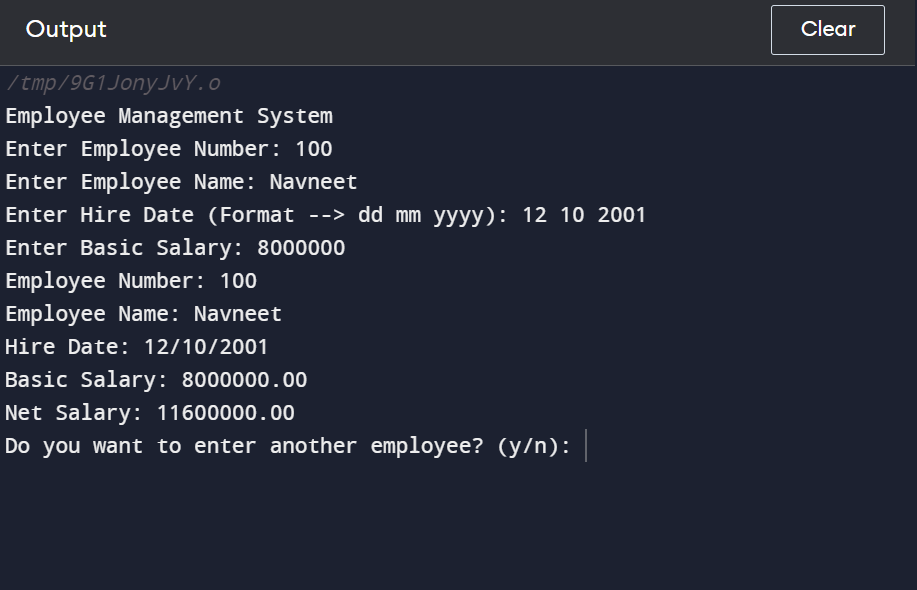 Output
Clear
/tmp/9G1JonyJvY.o
Employee Management System
Enter Employee Number: 100
Enter Employee Name: Navneet
Enter Hire Date (Format --> dd mm yyyy): 12 10 2001
Enter Basic Salary: 8000000
Employee Number: 100
Employee Name: Navneet
Hire Date: 12/10/2001
Basic Salary: 8000000.00
Net Salary: 11600000.00
Do you want to enter another employee? (y/n):